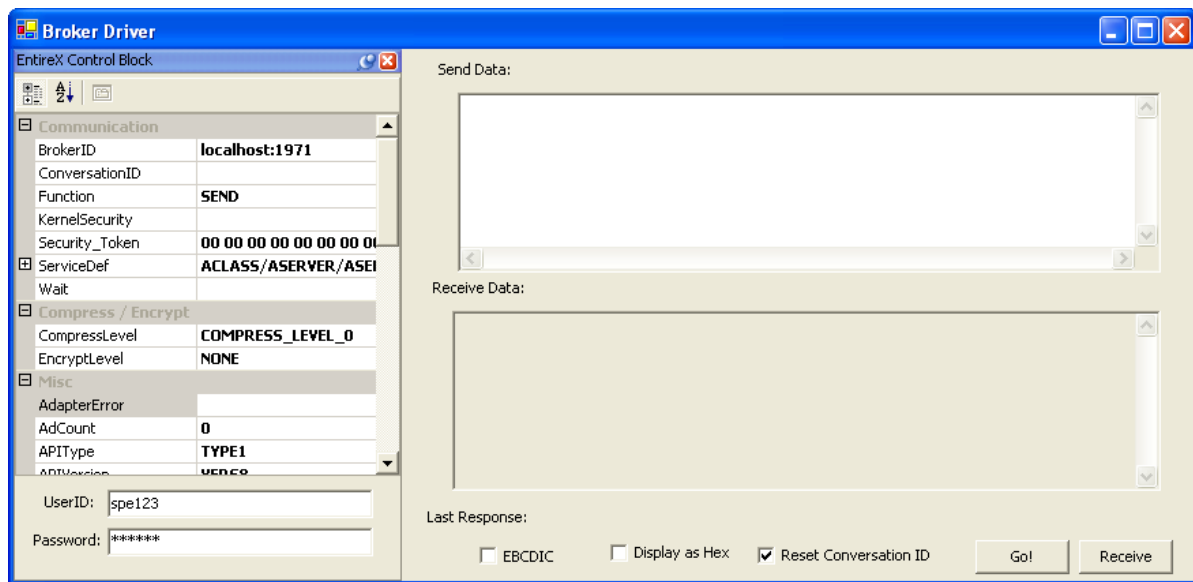 Broker Driver
EntireX Control Block
Communication
BrokerID localhost:1971
ConversationID
Function SEND
KernelSecurity
Security_Token 00 00 00 00 00 00 00
ServiceDef ACLASS/ASERVER/ASE
Wait
Compress / Encrypt
CompressLevel COMPRESS_LEVEL_0
EncryptLevel NONE
Misc
AdapterError
AdCount 0
APIType TYPE1
UserID: spe123
Password: ******
Send Data:
Receive Data:
Last Response:
EBCDIC Display as Hex Reset Conversation ID Go! Receive